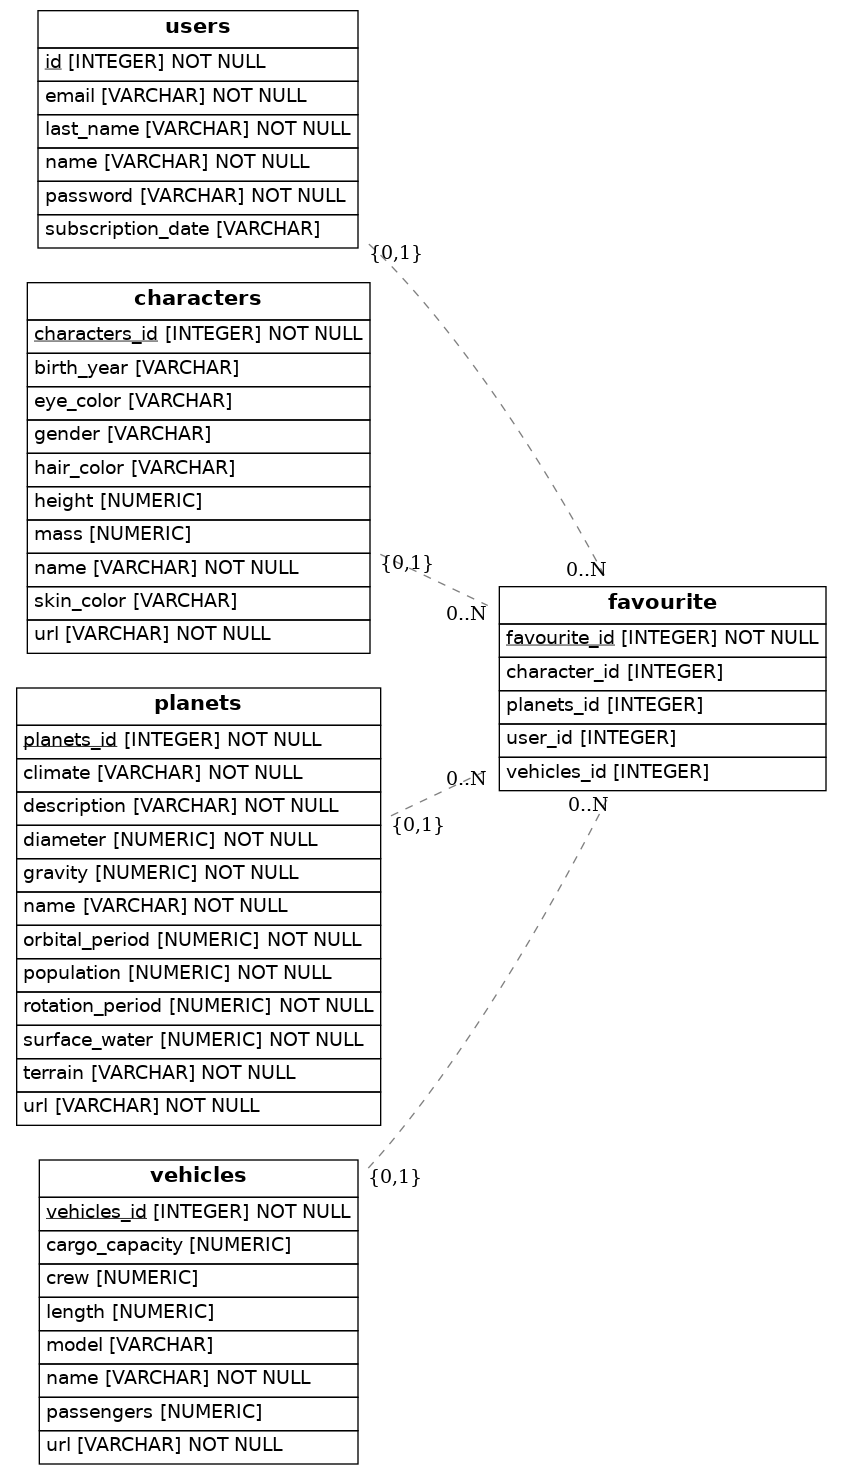 users
id [INTEGER] NOT NULL
email [VARCHAR] NOT NULL
last_name [VARCHAR] NOT NULL
name [VARCHAR] NOT NULL
password [VARCHAR] NOT NULL
subscription_date [VARCHAR]
{0,1}
characters
characters_id [INTEGER] NOT NULL
birth_year [VARCHAR]
eye_color [VARCHAR]
gender [VARCHAR]
hair_color [VARCHAR]
height [NUMERIC]
mass [NUMERIC]
name [VARCHAR] NOT NULL
skin_color [VARCHAR]
url [VARCHAR] NOT NULL
{0,1}
0..N
0..N
favourite
favourite_id [INTEGER] NOT NULL
character_id [INTEGER]
planets_id [INTEGER]
user_id [INTEGER]
vehicles_id [INTEGER]
0..N
0..N
planets
planets_id [INTEGER] NOT NULL
climate [VARCHAR] NOT NULL
description [VARCHAR] NOT NULL
diameter [NUMERIC] NOT NULL
gravity [NUMERIC] NOT NULL
name [VARCHAR] NOT NULL
orbital_period [NUMERIC] NOT NULL
population [NUMERIC] NOT NULL
rotation_period [NUMERIC] NOT NULL
surface_water [NUMERIC] NOT NULL
terrain [VARCHAR] NOT NULL
url [VARCHAR] NOT NULL
{0,1}
vehicles
vehicles_id [INTEGER] NOT NULL
cargo_capacity [NUMERIC]
crew [NUMERIC]
length [NUMERIC]
model [VARCHAR]
name [VARCHAR] NOT NULL
passengers [NUMERIC]
url [VARCHAR] NOT NULL
{0,1}